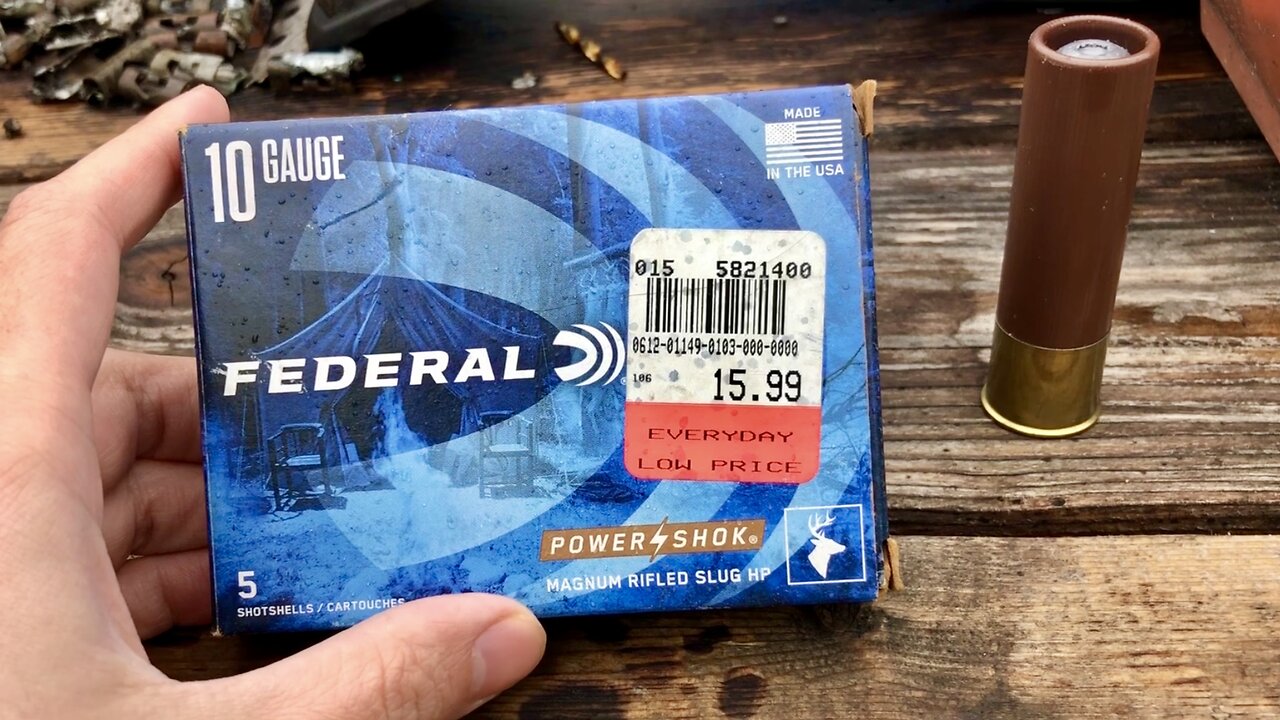 10 GAUGE
MADE
IN THE USA
015 5821400
0612-01149-0103-000-0000
106 15.99
EVERYDAY
LOW PRICE
FEDERAL
POWER SHOK®
MAGNUM RIFLED SLUG HP
5
SHOTSHELLS / CARTOUCHES